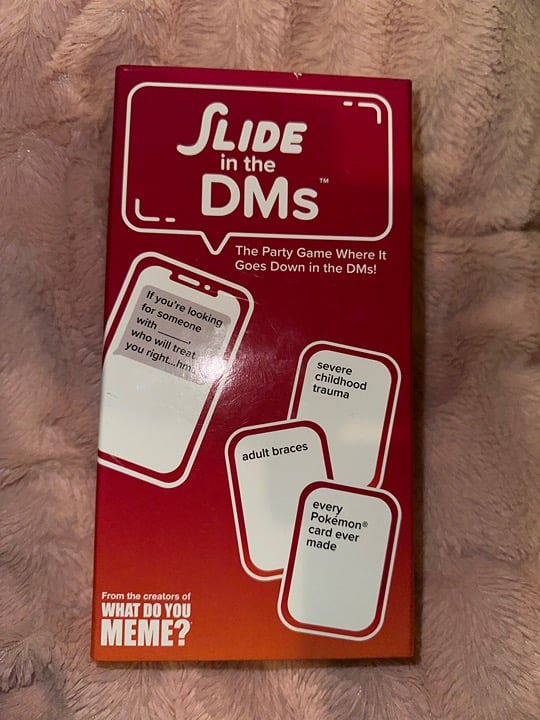 SLIDE
in the
DMs™
The Party Game Where It
Goes Down in the DMs!
If you're looking
for someone
with _____,
who will treat
you right...hm
severe
childhood
trauma
adult braces
every
Pokémon®
card ever
made
From the creators of
WHAT DO YOU
MEME?